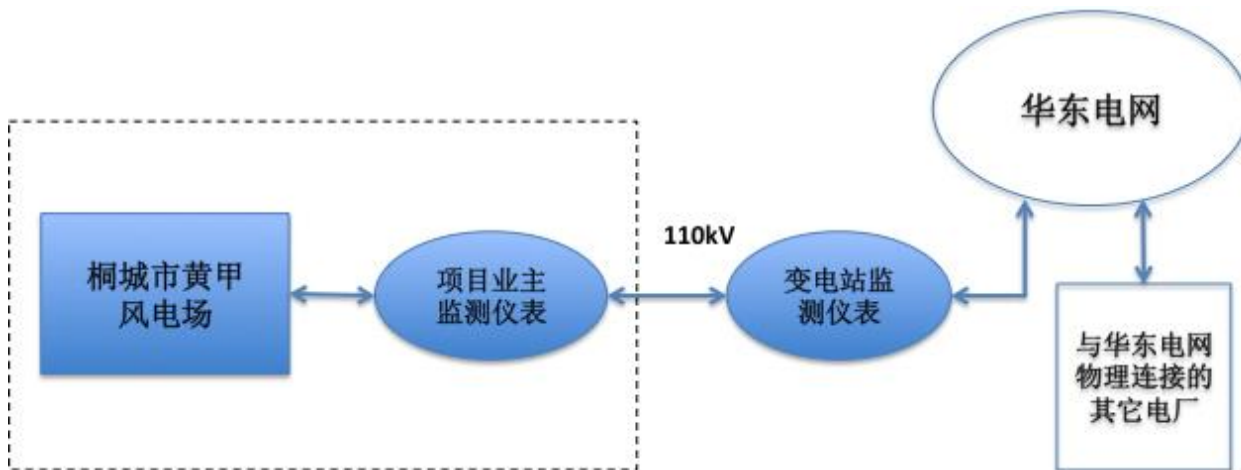 华东电网
桐城市黄甲
风电场
项目业主
监测仪表
110kV
变电站监
测仪表
与华东电网
物理连接的
其它电厂